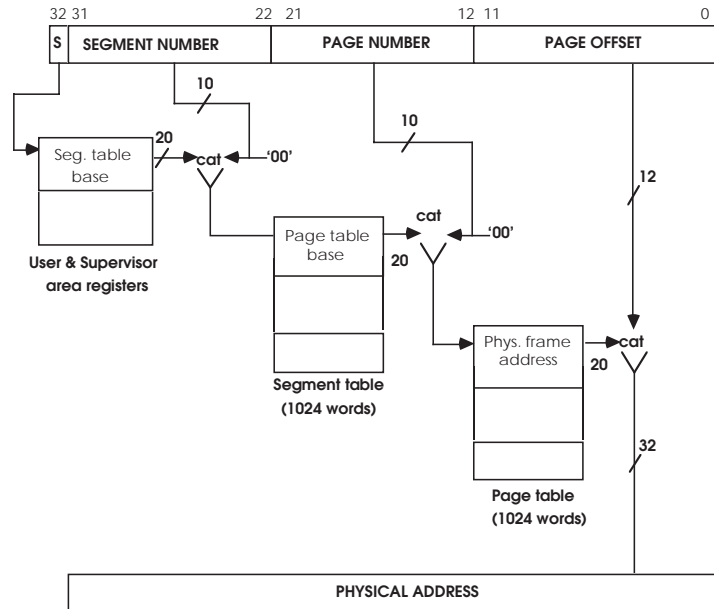 32 31 22 21 12 11 0
S SEGMENT NUMBER PAGE NUMBER PAGE OFFSET
10
10
20
Seg. table
base
cat
'00'
12
User & Supervisor
area registers
Page table
base
cat
'00'
20
Phys. frame
address
cat
20
Segment table
(1024 words)
32
Page table
(1024 words)
PHYSICAL ADDRESS